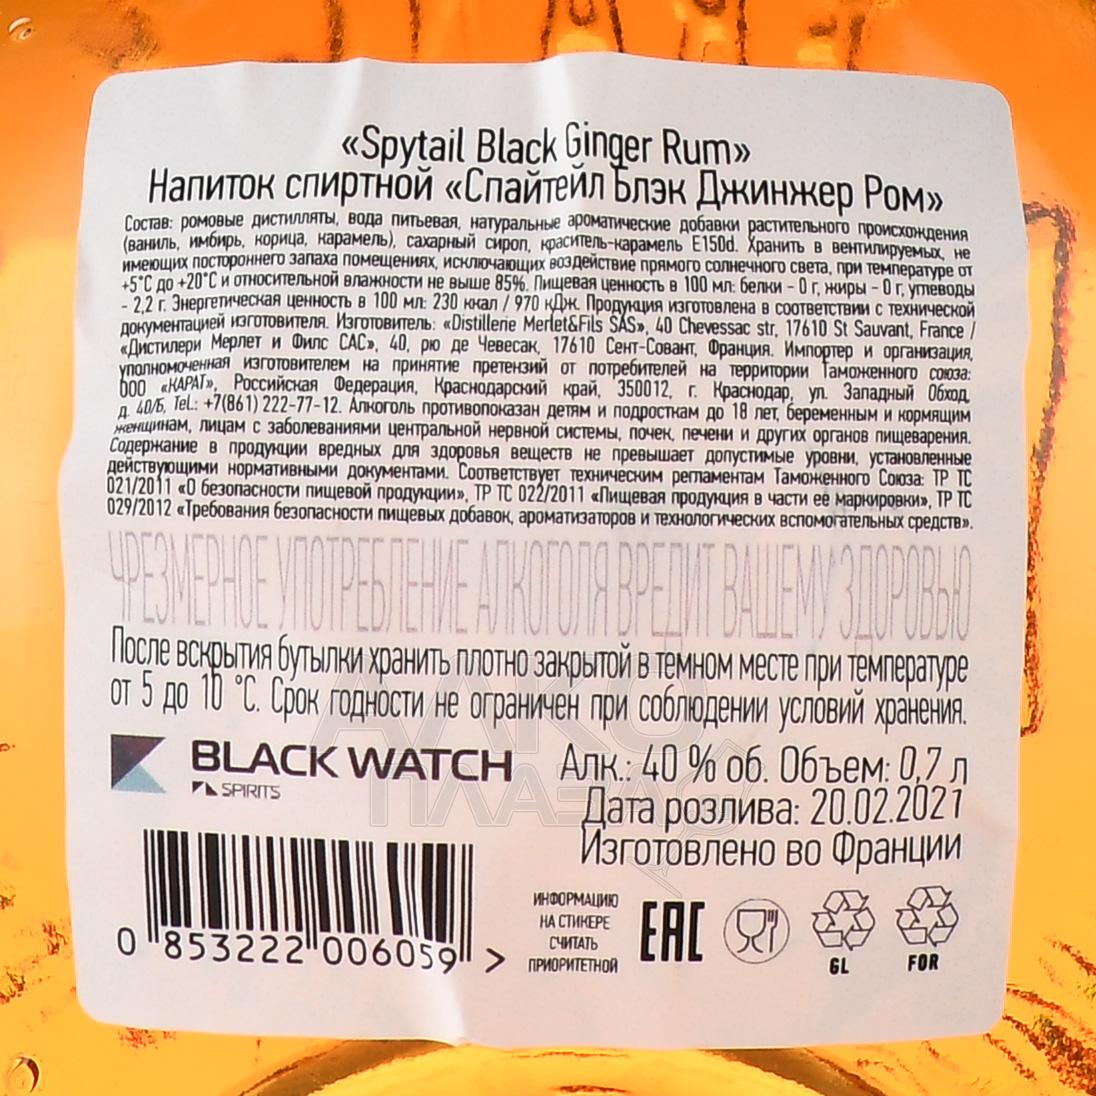 «Spytail Black Ginger Rum»
Напиток спиртной «Спайтейл Блэк Джинжер Ром»
Состав: ромовые дистилляты, вода питьевая, натуральные ароматические добавки растительного происхождения
(ваниль, имбирь, корица, карамель), сахарный сироп, краситель-карамель Е150d. Хранить в вентилируемых, не
имеющих постороннего запаха помещениях, исключающих воздействие прямого солнечного света, при температуре от
+5°С до +20°С и относительной влажности не выше 85%. Пищевая ценность в 100 мл: белки - 0 г, жиры - 0 г, углеводы
- 2,2 г. Энергетическая ценность в 100 мл: 230 ккал / 970 кДж. Продукция изготовлена в соответствии с технической
документацией изготовителя. Изготовитель: «Distillerie Merlet&Fils SAS», 40 Chevessac str, 17610 St Sauvant, France /
«Дистилери Мерлет и Филс САС», 40, рю де Чевесак, 17610 Сент-Совант, Франция. Импортер и организация,
уполномоченная изготовителем на принятие претензий от потребителей на территории Таможенного союза:
ООО «КАРАТ», Российская Федерация, Краснодарский край, 350012, г. Краснодар, ул. Западный Обход,
д. 40/Б, Tel.: +7(861) 222-77-12. Алкоголь противопоказан детям и подросткам до 18 лет, беременным и кормящим
женщинам, лицам с заболеваниями центральной нервной системы, почек, печени и других органов пищеварения.
Содержание в продукции вредных для здоровья веществ не превышает допустимые уровни, установленные
действующими нормативными документами. Соответствует техническим регламентам Таможенного Союза: ТР ТС
021/2011 «О безопасности пищевой продукции», ТР ТС 022/2011 «Пищевая продукция в части её маркировки», ТР ТС
029/2012 «Требования безопасности пищевых добавок, ароматизаторов и технологических вспомогательных средств».
ЧРЕЗМЕРНОЕ УПОТРЕБЛЕНИЕ АЛКОГОЛЯ ВРЕДИТ ВАШЕМУ ЗДОРОВЬЮ
После вскрытия бутылки хранить плотно закрытой в темном месте при температуре
от 5 до 10 °С. Срок годности не ограничен при соблюдении условий хранения.
BLACK WATCH
SPIRITS
Алк.: 40 % об. Объем: 0,7 л
Дата розлива: 20.02.2021
Изготовлено во Франции
АЛКО
ПЛАЗА
0 853222 006059 >
ИНФОРМАЦИЮ
НА СТИКЕРЕ
СЧИТАТЬ
ПРИОРИТЕТНОЙ
ЕАС
GL
FOR